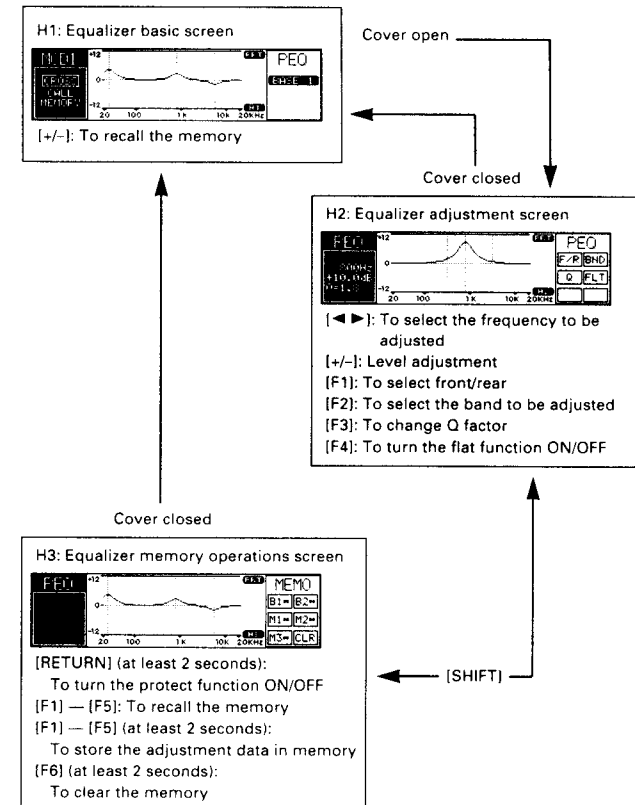 H1: Equalizer basic screen
+12
FRT
PEQ
0
CALL
MEMORY
BASE 1
-12
20 100 1k 10k 20KHz
[+/–]: To recall the memory
Cover open
Cover closed
H2: Equalizer adjustment screen
PEQ
+12
FRT
PEQ
F/R BND
0
+10.0dB
Q FLT
-12
20 100 1k 10K 20KHz
[◄ ►]: To select the frequency to be
adjusted
[+/–]: Level adjustment
[F1]: To select front/rear
[F2]: To select the band to be adjusted
[F3]: To change Q factor
[F4]: To turn the flat function ON/OFF
Cover closed
H3: Equalizer memory operations screen
PEQ
+12
FRT
MEMO
B1 B2
0
M1 M2
-12
M3 CLR
20 100 1k 10K 20KHz
[RETURN] (at least 2 seconds):
To turn the protect function ON/OFF
[F1] — [F5]: To recall the memory
[F1] — [F5] (at least 2 seconds):
To store the adjustment data in memory
[F6] (at least 2 seconds):
To clear the memory
[SHIFT]